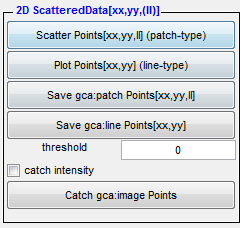 2D ScatteredData[xx,yy,(II)]
Scatter Points[xx,yy,II] (patch-type)
Plot Points[xx,yy] (line-type)
Save gca:patch Points[xx,yy,II]
Save gca:line Points[xx,yy]
threshold 0
catch intensity
Catch gca:image Points